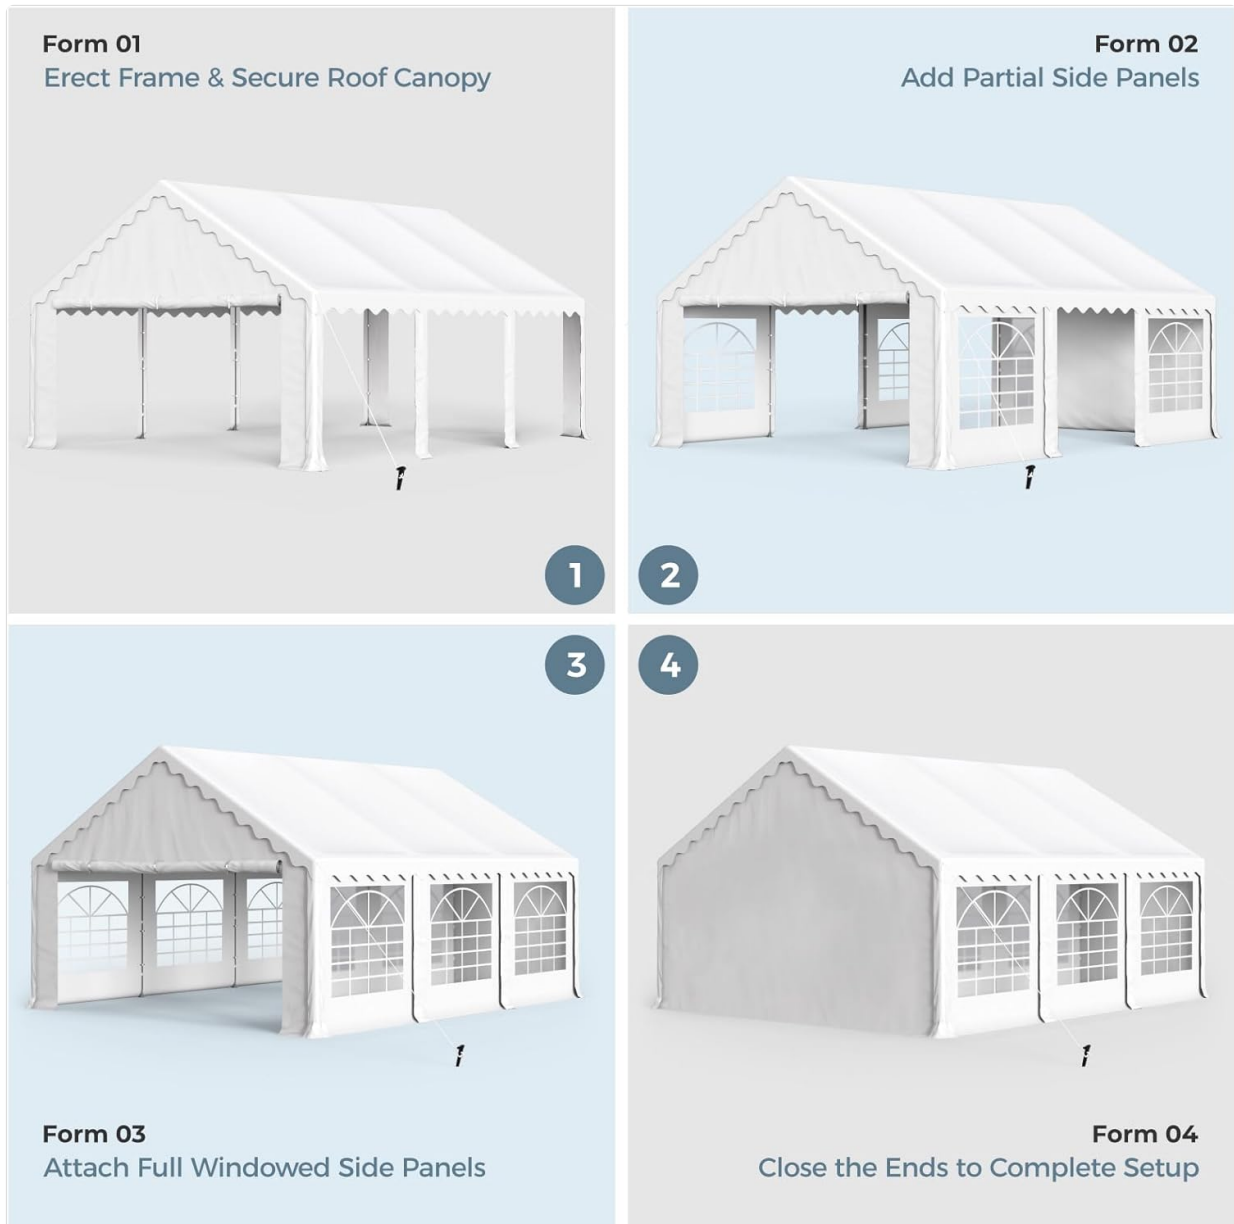 Form 01
Erect Frame & Secure Roof Canopy
1
Form 02
Add Partial Side Panels
2
3
Form 03
Attach Full Windowed Side Panels
4
Form 04
Close the Ends to Complete Setup